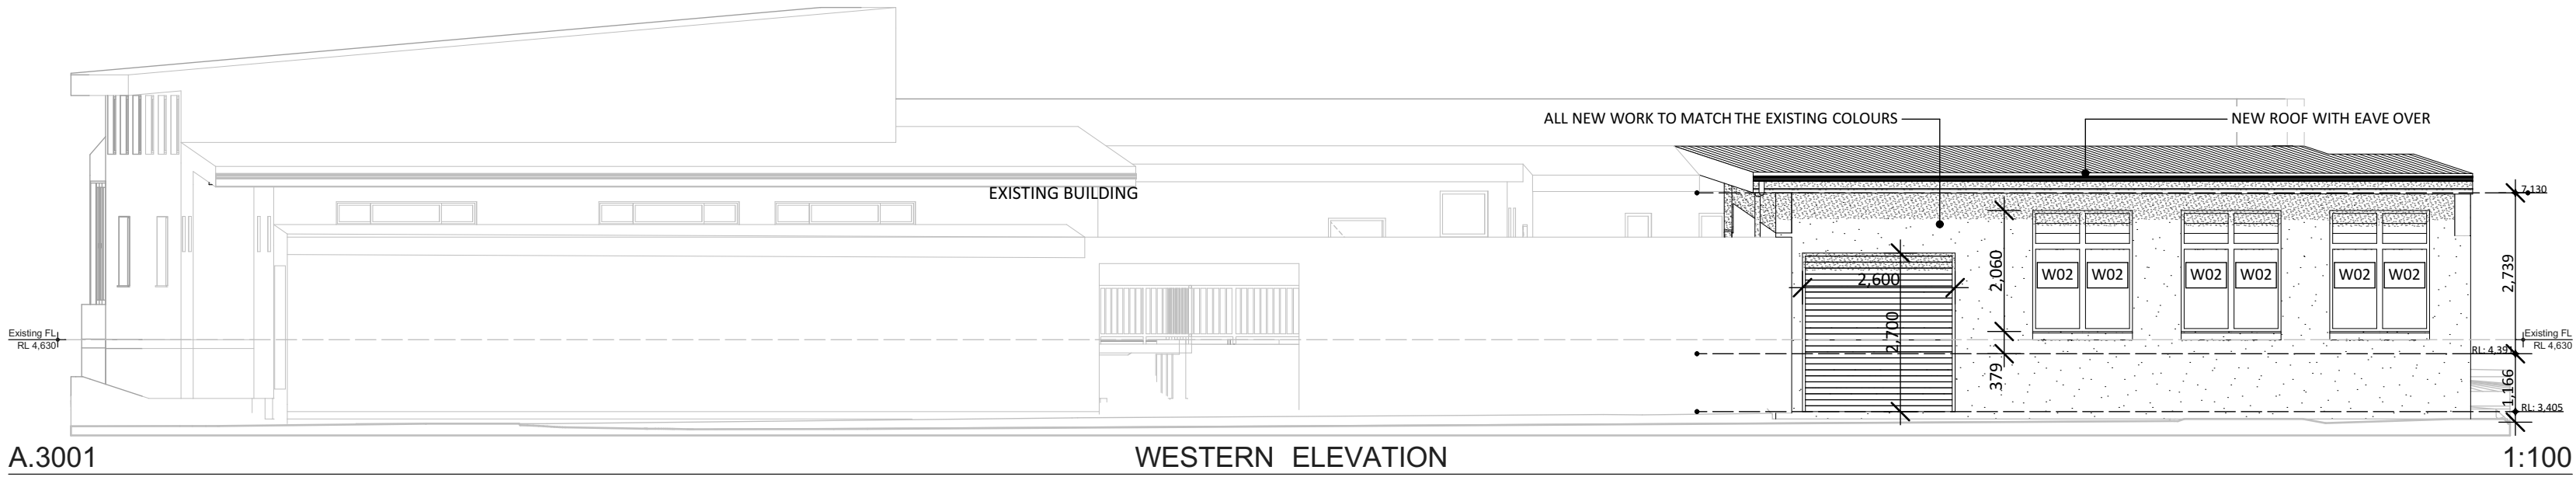 ALL NEW WORK TO MATCH THE EXISTING COLOURS
NEW ROOF WITH EAVE OVER
EXISTING BUILDING
7,130
2,060
2,600
W02 W02 W02 W02 W02 W02
2,739
2,700
Existing FL
RL 4,630
Existing FL
RL 4,630
379
1,166
RL: 3,405
A.3001
WESTERN ELEVATION
1:100